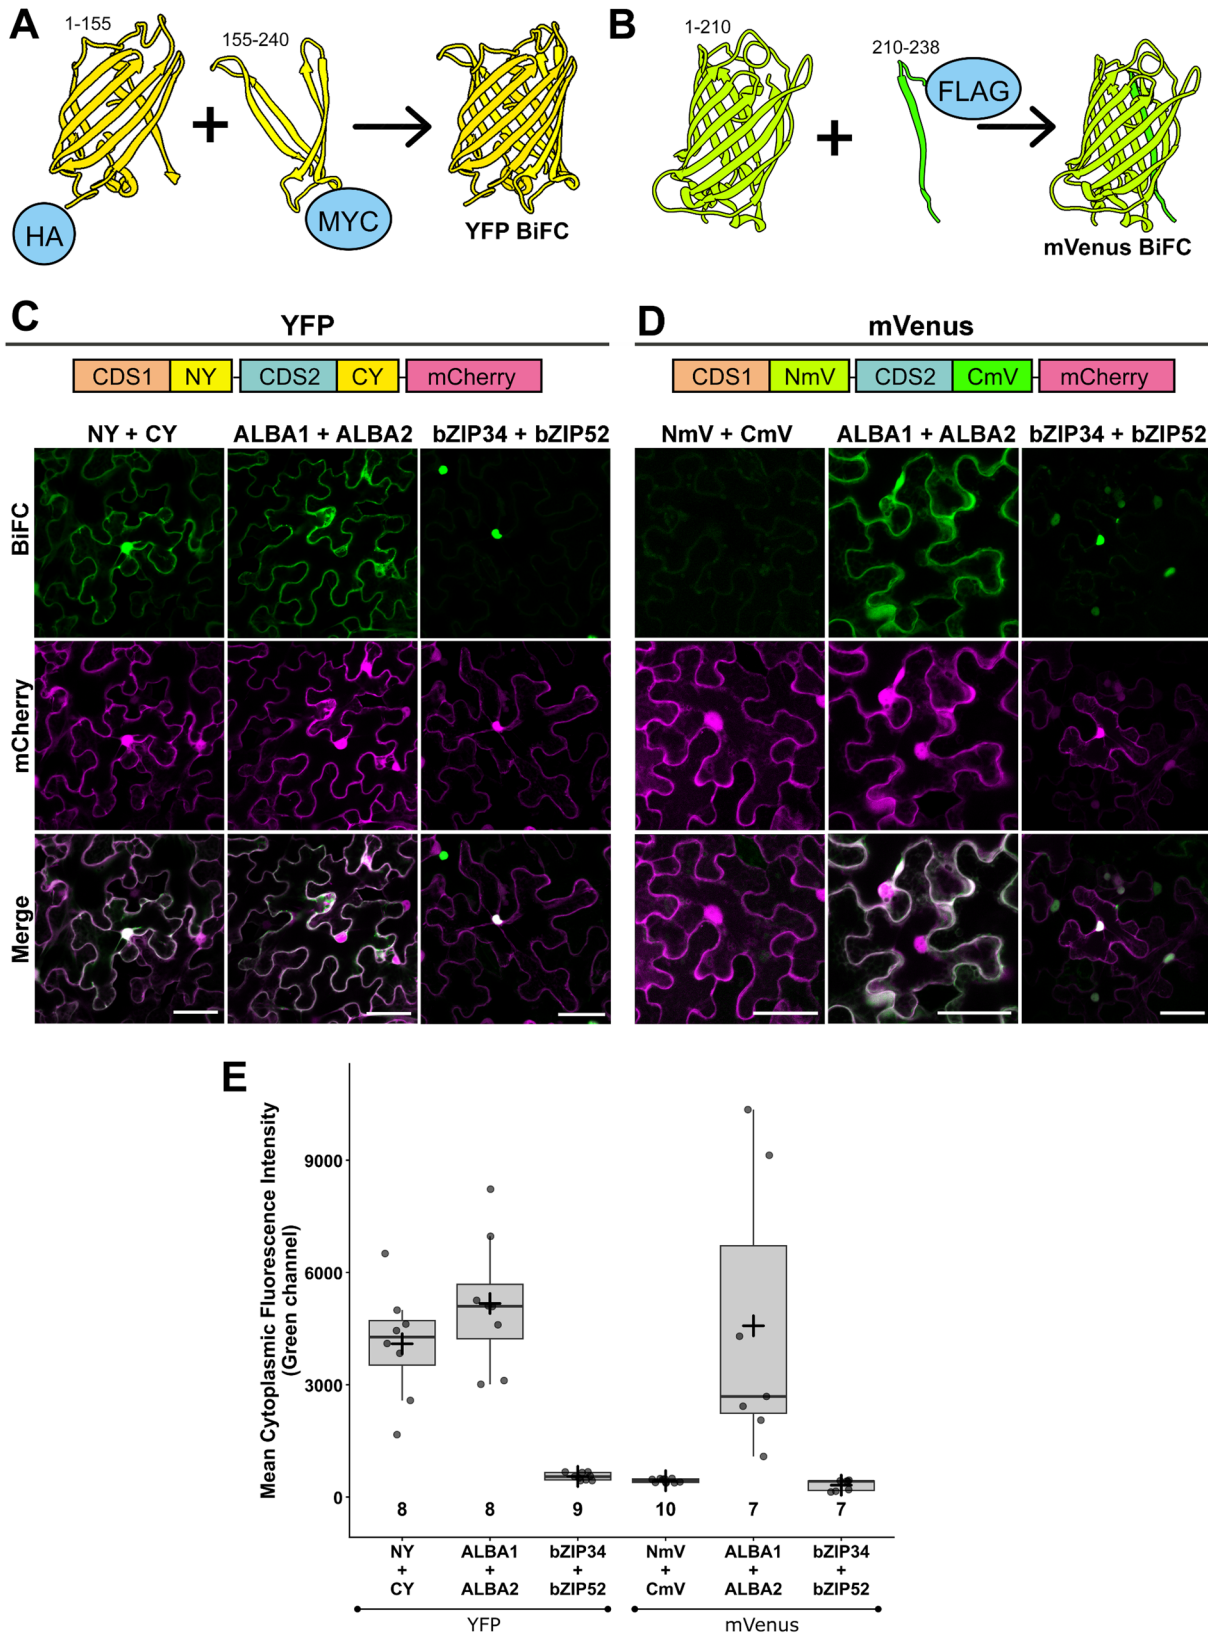 A
1-155
155-240
+
HA
MYC
YFP BiFC
B
1-210
210-238
+
FLAG
mVenus BiFC
C
YFP
CDS1 NY CDS2 CY mCherry
NY + CY ALBA1 + ALBA2 bZIP34 + bZIP52
BiFC
mCherry
Merge
D
mVenus
CDS1 NmV CDS2 CmV mCherry
NmV + CmV ALBA1 + ALBA2 bZIP34 + bZIP52
E
Mean Cytoplasmic Fluorescence Intensity
(Green channel)
9000
6000
3000
0
8 8 9 10 7 7
NY ALBA1 bZIP34 NmV ALBA1 bZIP34
+ + + + + +
CY ALBA2 bZIP52 CmV ALBA2 bZIP52
YFP mVenus